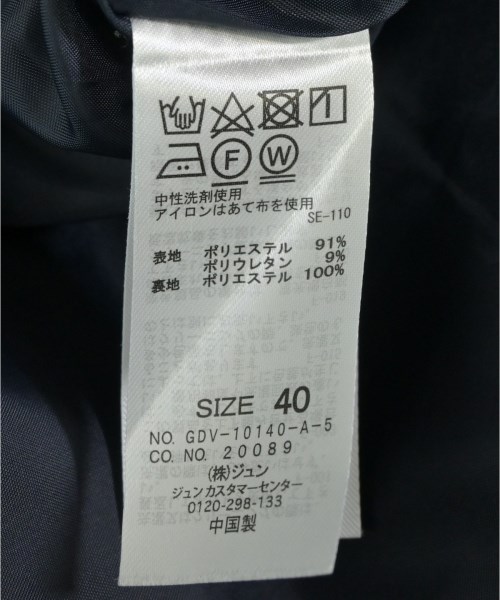 F W
中性洗剤使用
アイロンはあて布を使用
SE-110
表地 ポリエステル 91%
ポリウレタン 9%
裏地 ポリエステル 100%
SIZE 40
NO. GDV-10140-A-5
CO. NO. 20089
(株)ジュン
ジュンカスタマーセンター
0120-298-133
中国製